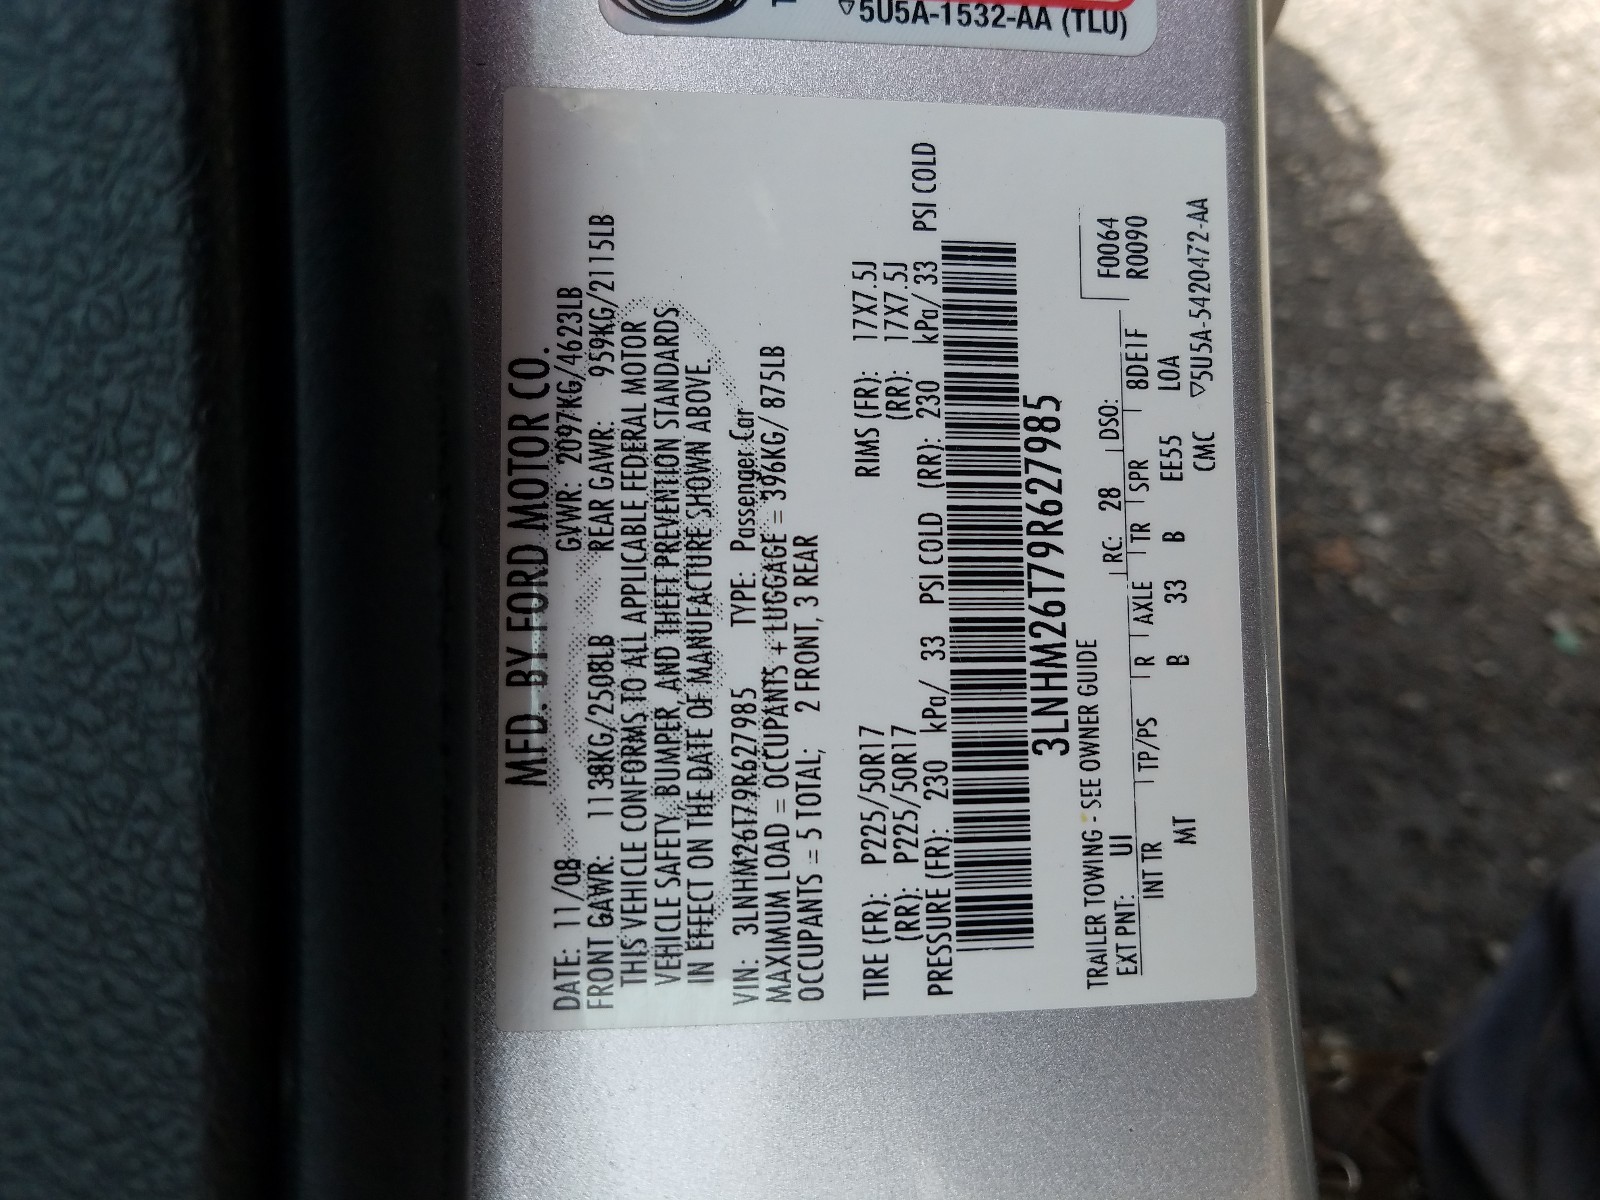 ▽5U5A-1532-AA (TLU)
MFD. BY FORD MOTOR CO.
DATE: 11/08 GVWR: 2097KG/4623LB
FRONT GAWR: 1138KG/2508LB REAR GAWR: 959KG/2115LB
THIS VEHICLE CONFORMS TO ALL APPLICABLE FEDERAL MOTOR
VEHICLE SAFETY, BUMPER, AND THEFT PREVENTION STANDARDS
IN EFFECT ON THE DATE OF MANUFACTURE SHOWN ABOVE.
VIN: 3LNHM26T79R627985 TYPE: Passenger Car
MAXIMUM LOAD = OCCUPANTS + LUGGAGE = 396KG/ 875LB
OCCUPANTS = 5 TOTAL; 2 FRONT, 3 REAR
TIRE (FR): P225/50R17 RIMS (FR): 17X7.5J
(RR): P225/50R17 (RR): 17X7.5J
PRESSURE (FR): 230 kPa/ 33 PSI COLD (RR): 230 kPa/ 33 PSI COLD
3LNHM26T79R627985
TRAILER TOWING - SEE OWNER GUIDE F0064
EXT PNT: UI RC: 28 DSO: R0090
INT TR TP/PS R AXLE TR SPR 8DE1F
MT B 33 B EE55 LOA
CMC ▽5U5A-5420472-AA